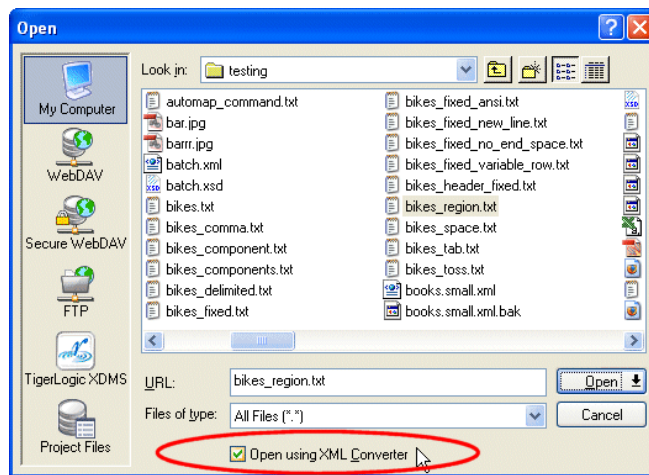 Open
Look in: testing
My Computer
WebDAV
Secure WebDAV
FTP
TigerLogic XDMS
Project Files
automap_command.txt
bar.jpg
barrr.jpg
batch.xml
batch.xsd
bikes.txt
bikes_comma.txt
bikes_component.txt
bikes_components.txt
bikes_delimited.txt
bikes_fixed.txt
bikes_fixed_ansi.txt
bikes_fixed_new_line.txt
bikes_fixed_no_end_space.txt
bikes_fixed_variable_row.txt
bikes_header_fixed.txt
bikes_region.txt
bikes_space.txt
bikes_tab.txt
bikes_toss.txt
books.small.xml
books.small.xml.bak
URL: bikes_region.txt Open
Files of type: All Files (*.*) Cancel
Open using XML Converter